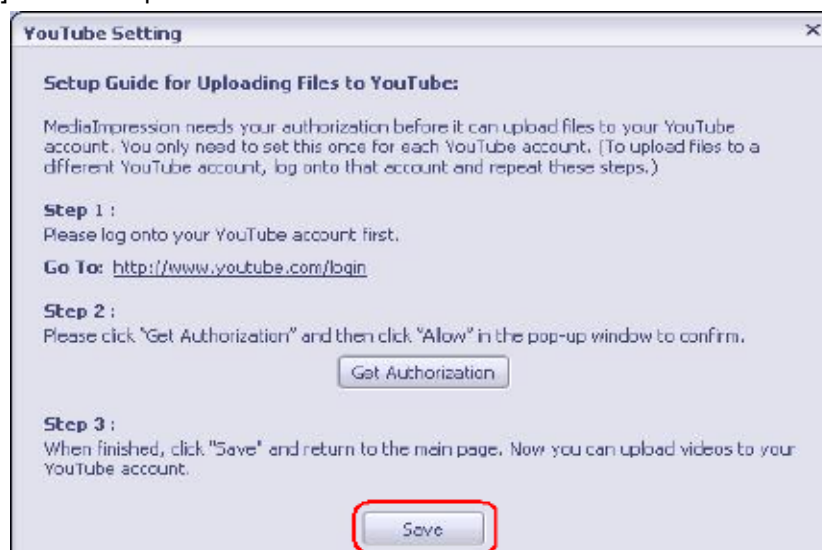 YouTube Setting
Setup Guide for Uploading Files to YouTube:
MediaImpression needs your authorization before it can upload files to your YouTube
account. You only need to set this once for each YouTube account. (To upload files to a
different YouTube account, log onto that account and repeat these steps.)
Step 1 :
Please log onto your YouTube account first.
Go To: http://www.youtube.com/login
Step 2 :
Please click "Get Authorization" and then click "Allow" in the pop-up window to confirm.
Get Authorization
Step 3 :
When finished, click "Save" and return to the main page. Now you can upload videos to your
YouTube account.
Save